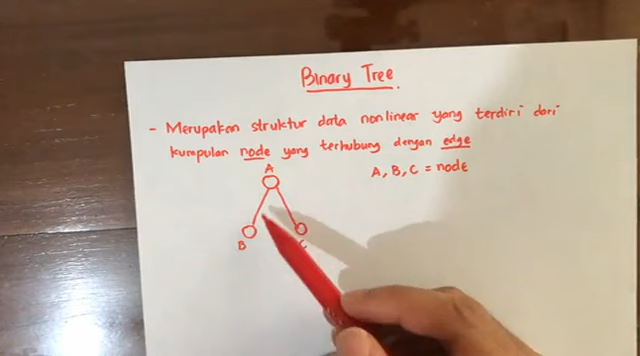 Binary Tree
- Merupakan struktur data nonlinear yang terdiri dari
kumpulan node yang terhubung dengan edge
A
A, B, C = node
B
C